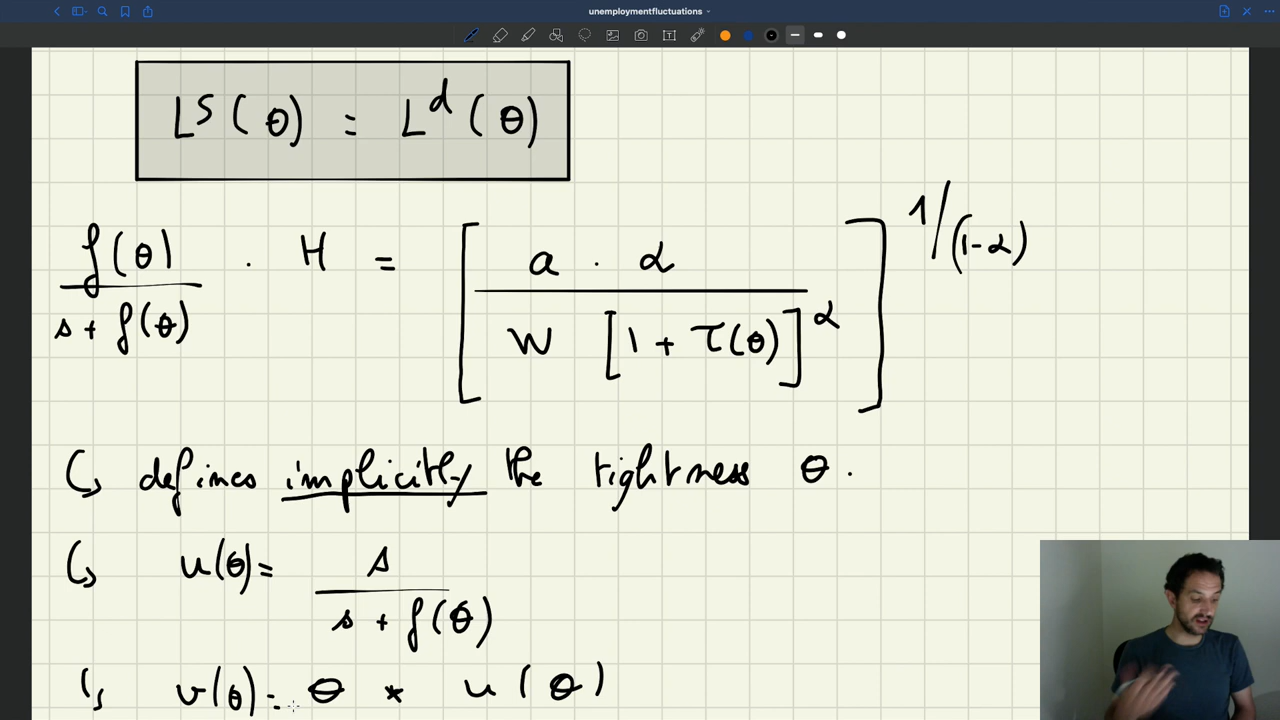 unemploymentfluctuations
L^s(θ) = L^d(θ)
f(θ) / (s + f(θ)) · H = [ a · α / (W [1 + τ(θ)]^α) ]^1/(1-α)
↪ defines implicitly the tightness θ.
↪ u(θ) = s / (s + f(θ))
↪ v(θ) = θ * u(θ)